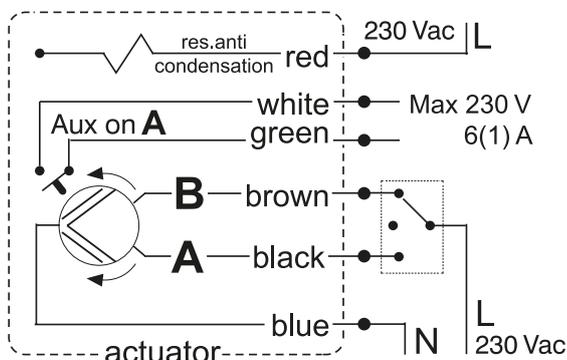 230 Vac L
res.anti
condensation red
white Max 230 V
Aux on A
green 6(1) A
B brown
A black
blue
L
N 230 Vac
actuator